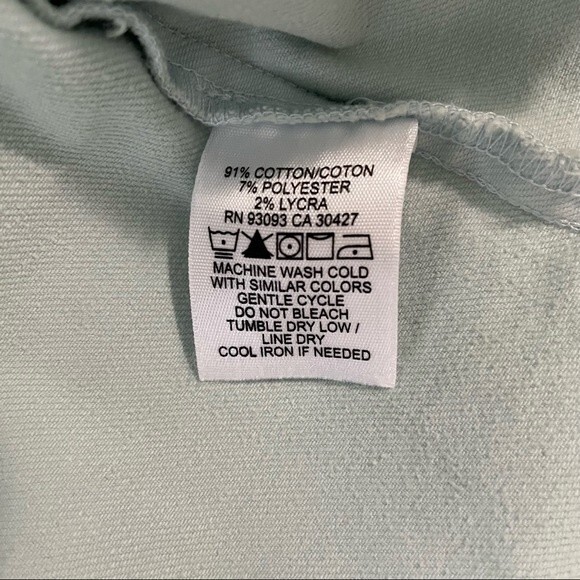 91% COTTON/COTON
7% POLYESTER
2% LYCRA
RN 93093 CA 30427
MACHINE WASH COLD
WITH SIMILAR COLORS
GENTLE CYCLE
DO NOT BLEACH
TUMBLE DRY LOW /
LINE DRY
COOL IRON IF NEEDED